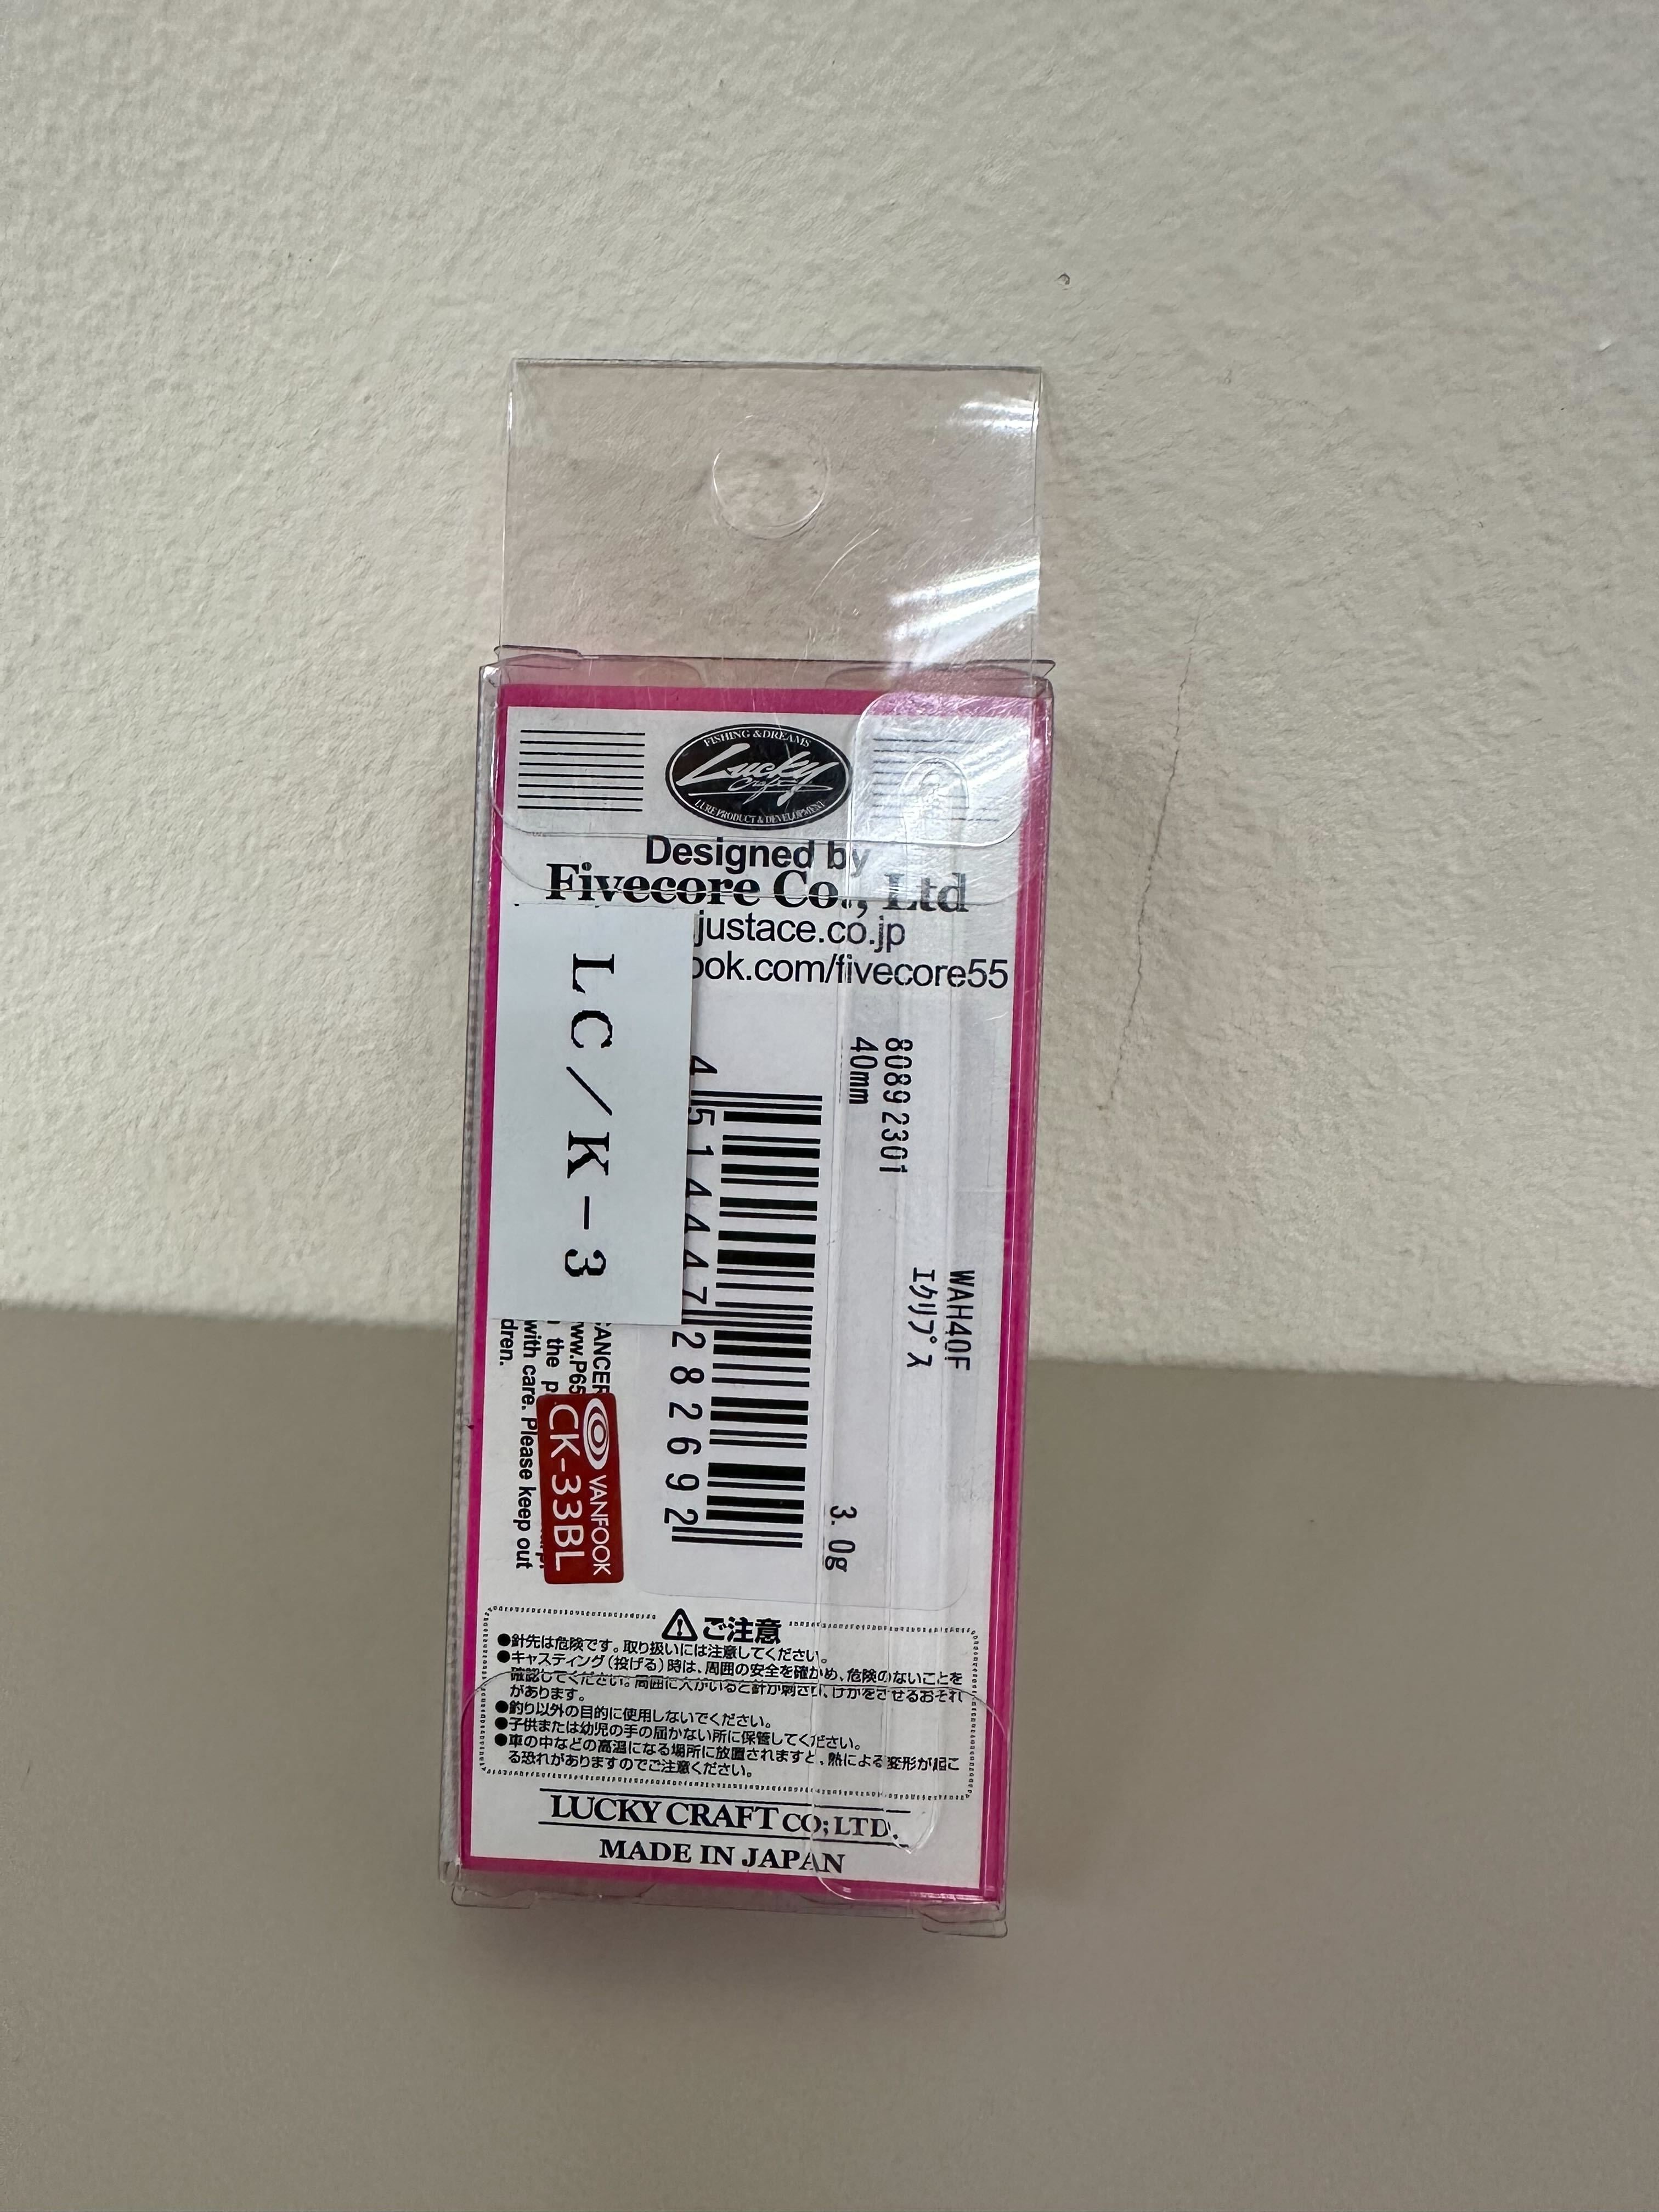 FISHING & DREAMS
Lucky
Craft
LURE PRODUCT & DEVELOPMENT
Designed by
Fivecore Co., Ltd
.justace.co.jp
ook.com/fivecore55
LC/K-3
WAH40F
エクリプス
8089 2301
40mm
3.0g
4 514447 282692
CANCER
ww.P65
the
with care. Please keep out
dren.
VANFOOK
CK-33BL
ご注意
●針先は危険です。取り扱いには注意してください。
●キャスティング(投げる)時は、周囲の安全を確かめ、危険のないことを
確認してください。周囲に人がいると針が刺さり、けがをさせるおそれ
があります。
●釣り以外の目的に使用しないでください。
●子供または幼児の手の届かない所に保管してください。
●車の中などの高温になる場所に放置されますと、熱による変形が起こ
る恐れがありますのでご注意ください。
LUCKY CRAFT CO;LTD.
MADE IN JAPAN